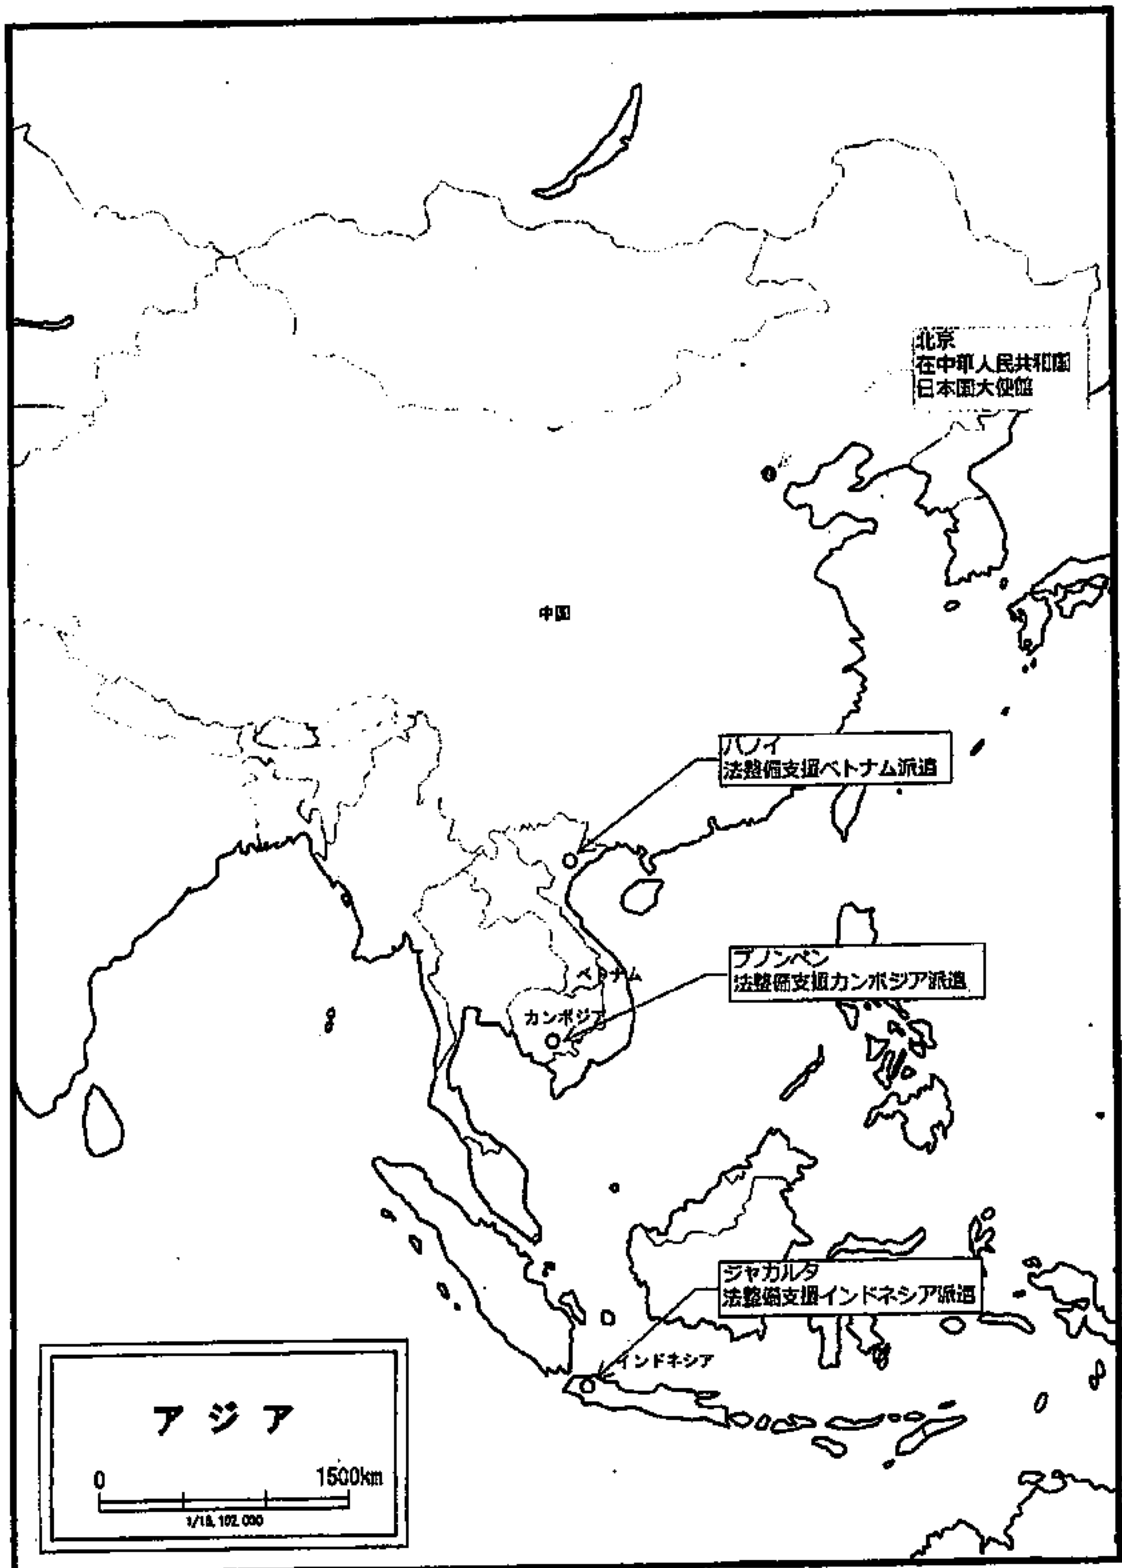 北京
在中華人民共和国
日本国大使館
中国
ハノイ
法整備支援ベトナム派遣
プノンペン
法整備支援カンボジア派遣
ベトナム
カンボジア
ジャカルタ
法整備支援インドネシア派遣
インドネシア
アジア
0 1500km